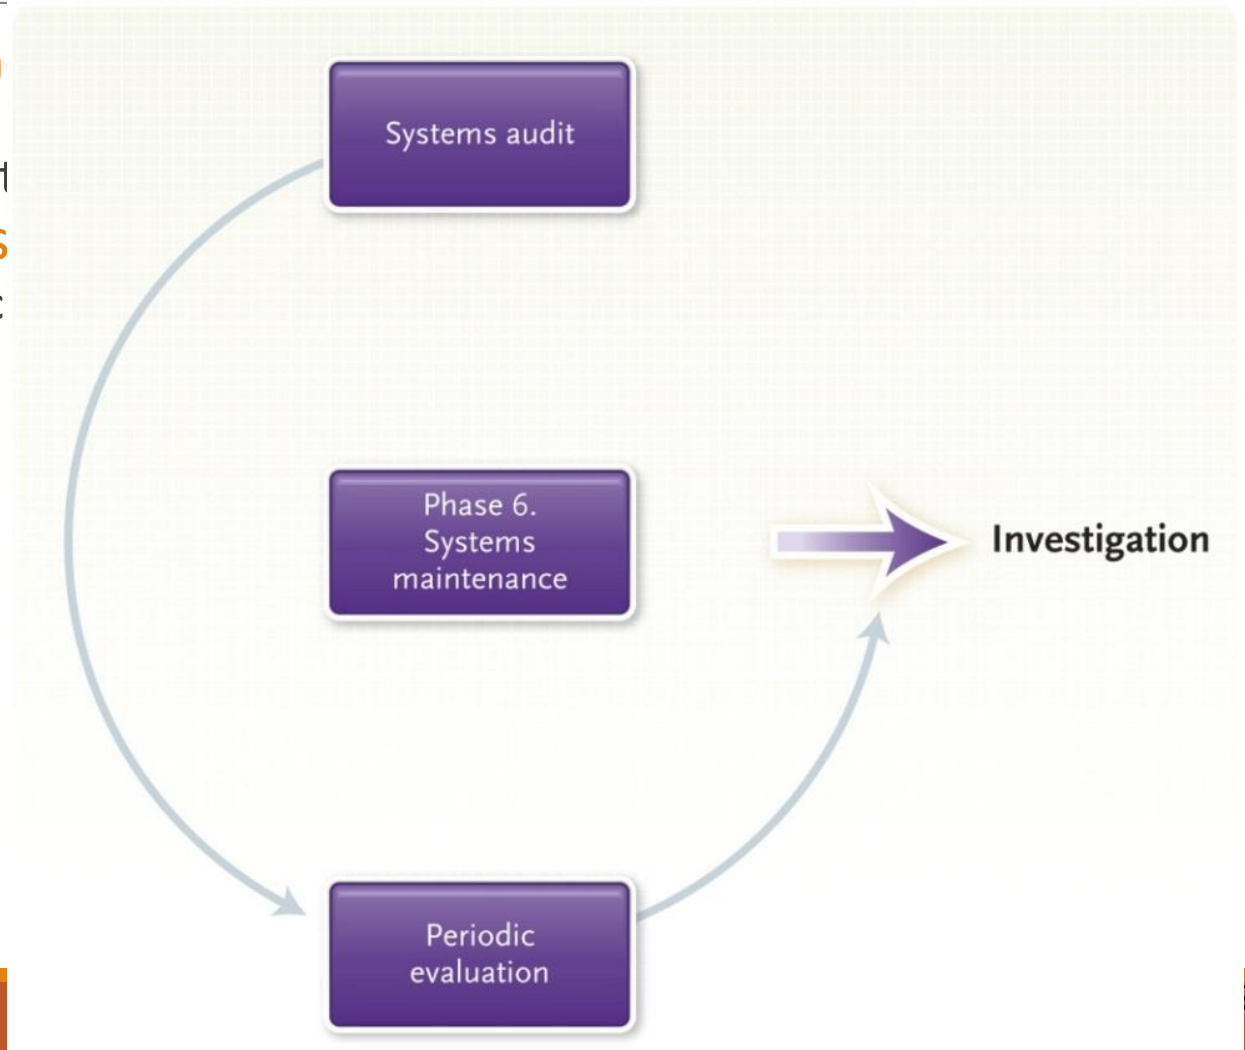 Systems audit
Phase 6.
Systems
maintenance
Investigation
Periodic
evaluation